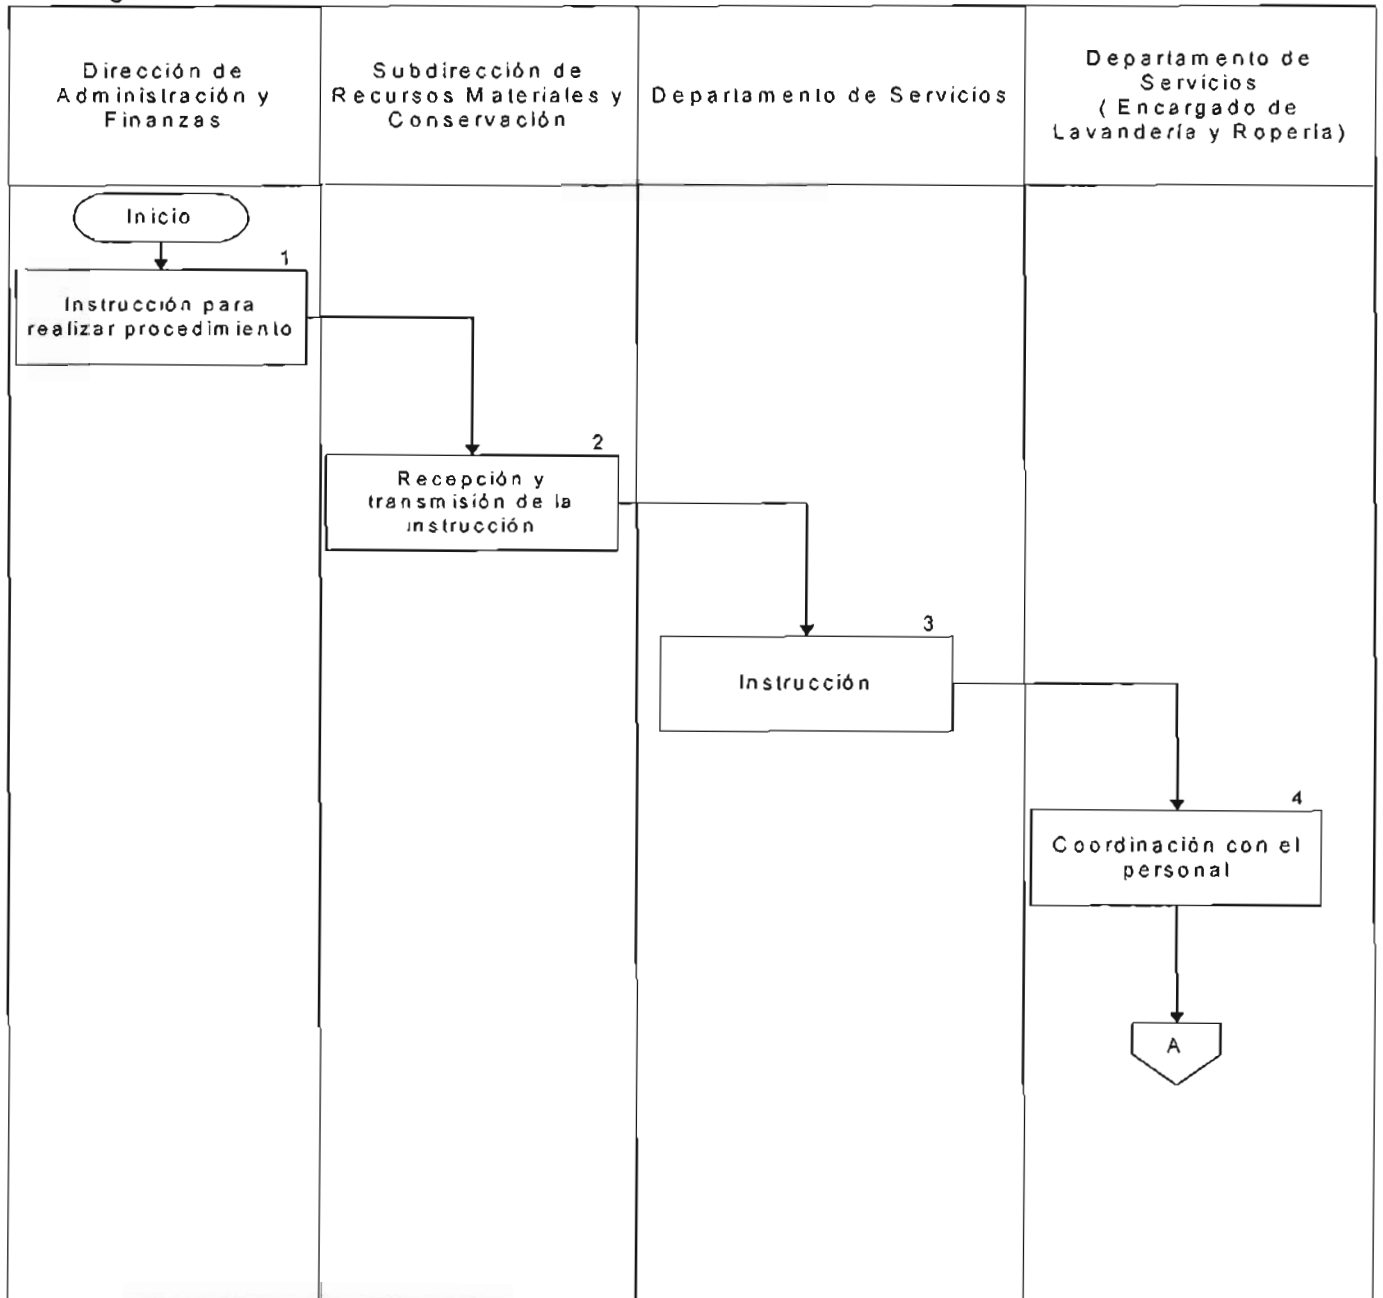 Dirección de
Administración y
Finanzas
Subdirección de
Recursos Materiales y
Conservación
Departamento de Servicios
Departamento de
Servicios
( Encargado de
Lavandería y Ropería)
Inicio
1
Instrucción para
realizar procedimiento
2
Recepción y
transmisión de la
instrucción
3
Instrucción
4
Coordinación con el
personal
A